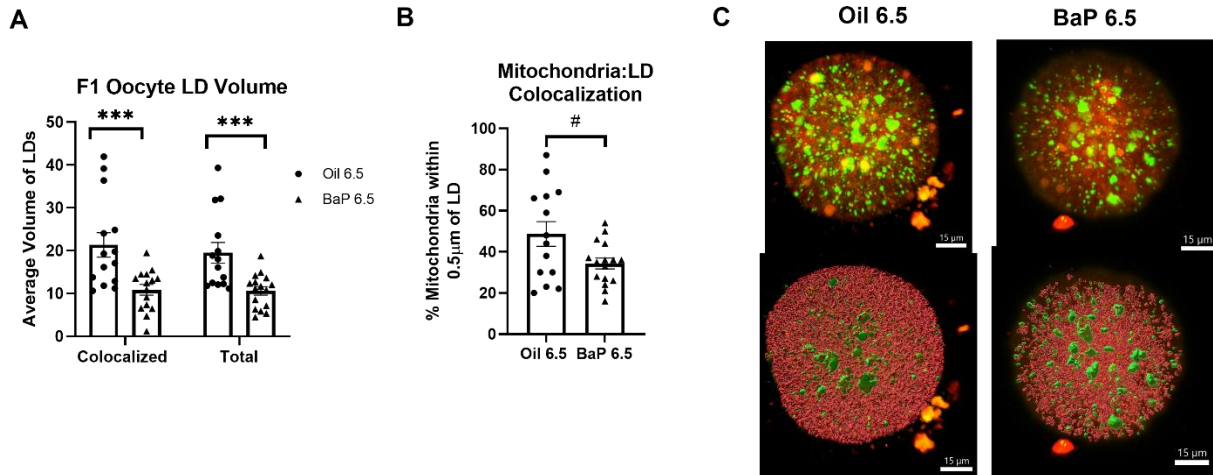 A
F1 Oocyte LD Volume
Average Volume of LDs
50
40
30
20
10
0
***
***
Colocalized
Total
Oil 6.5
BaP 6.5
B
Mitochondria:LD
Colocalization
% Mitochondria within
0.5µm of LD
100
80
60
40
20
0
#
Oil 6.5
BaP 6.5
C
Oil 6.5
BaP 6.5
15 µm
15 µm
15 µm
15 µm